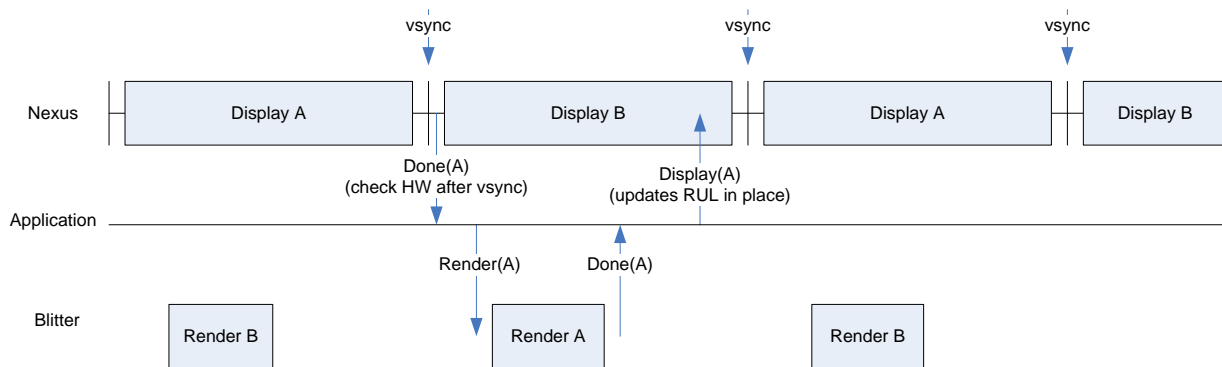 vsync
vsync
vsync
Nexus
Display A
Display B
Display A
Display B
Done(A)
(check HW after vsync)
Display(A)
(updates RUL in place)
Application
Render(A)
Done(A)
Blitter
Render B
Render A
Render B